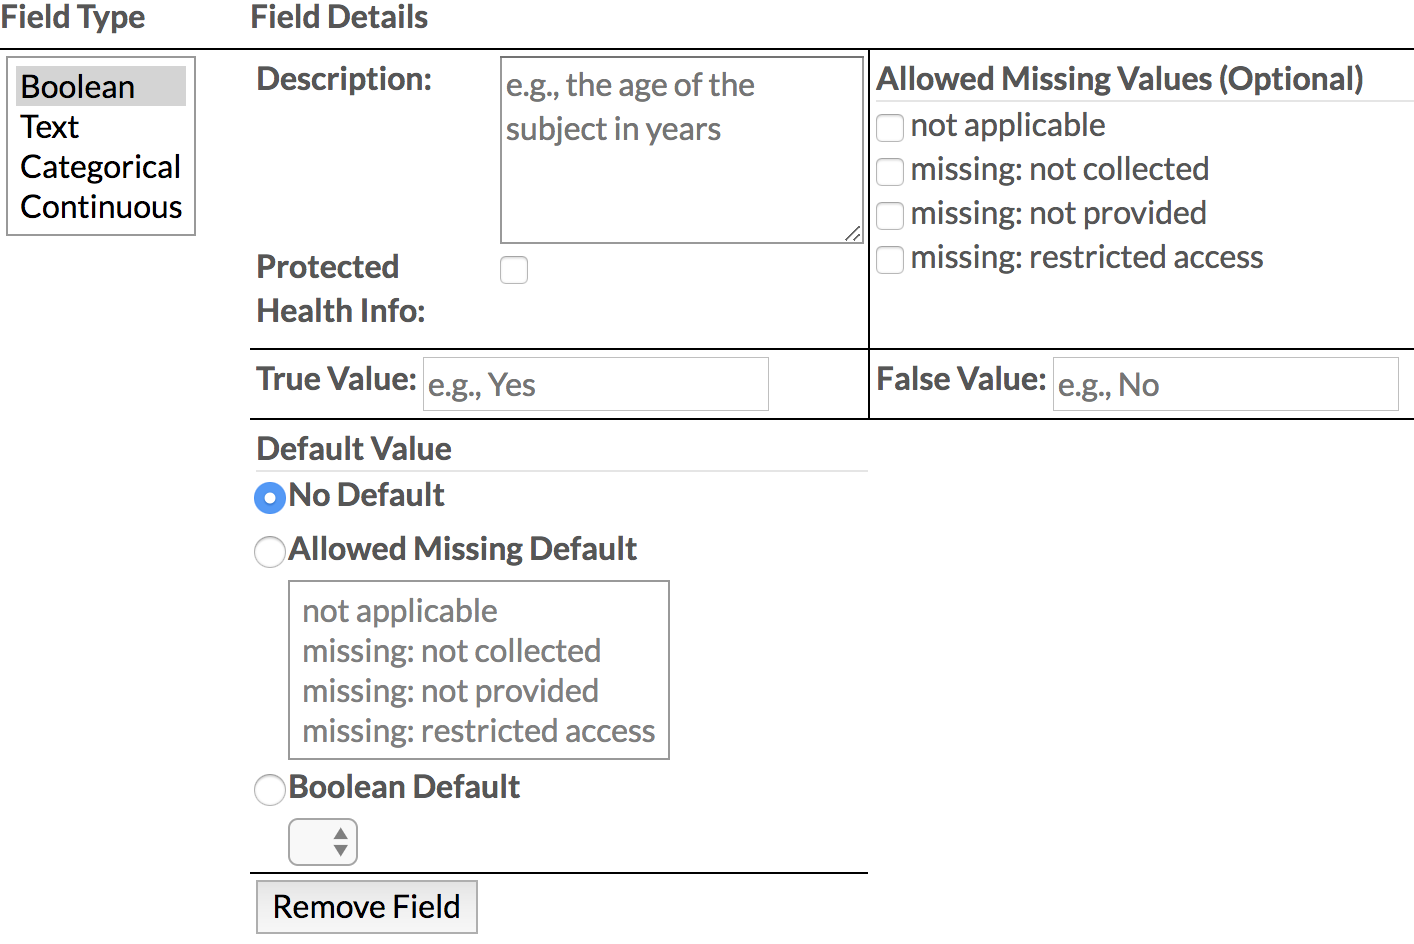 Field Type
Field Details
Boolean
Text
Categorical
Continuous
Description:
e.g., the age of the
subject in years
Protected
Health Info:
Allowed Missing Values (Optional)
not applicable
missing: not collected
missing: not provided
missing: restricted access
True Value:
e.g., Yes
False Value:
e.g., No
Default Value
No Default
Allowed Missing Default
not applicable
missing: not collected
missing: not provided
missing: restricted access
Boolean Default
Remove Field